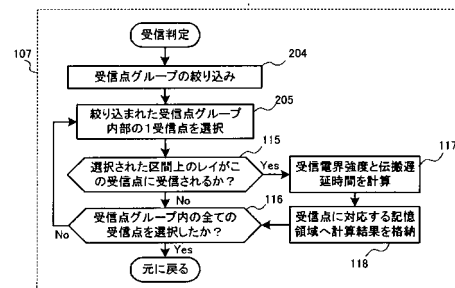 受信判定
107
204
受信点グループの絞り込み
205
絞り込まれた受信点グループ
内部の1受信点を選択
115
選択された区間上のレイがこ
の受信点に受信されるか？
Yes
117
受信電界強度と伝搬遅
延時間を計算
No
116
受信点グループ内の全ての
受信点を選択したか？
No
受信点に対応する記憶
領域へ計算結果を格納
118
Yes
元に戻る